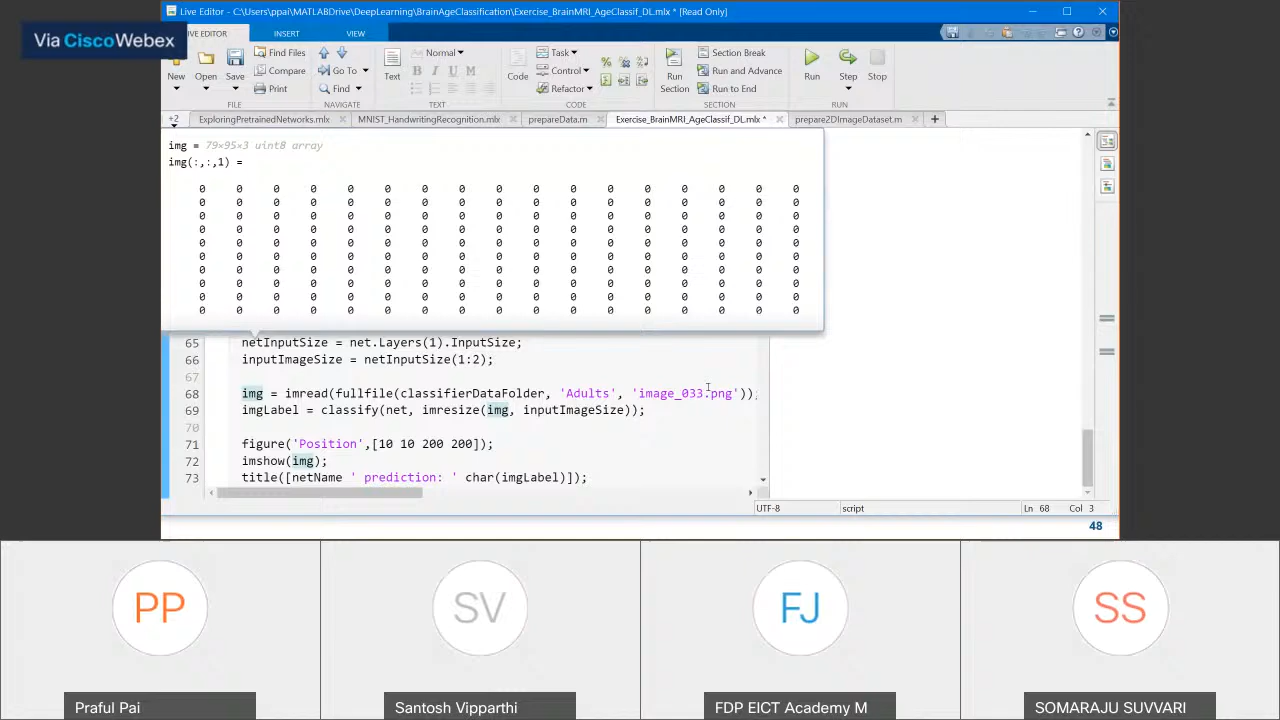 Live Editor - C:\Users\ppai\MATLABDrive\DeepLearning\BrainAgeClassification\Exercise_BrainMRI_AgeClassif_DL.mlx * [Read Only]
Via Cisco Webex
EDITOR INSERT VIEW
New Open Save
Find Files
Compare
Print
FILE
Go To
Find
NAVIGATE
Text
Normal
B I U M
TEXT
Code
Task
Control
Refactor
CODE
Run Section
Section Break
Run and Advance
Run to End
SECTION
Run Step Stop
RUN
+2 ExploringPretrainedNetworks.mlx MNIST_HandwritingRecognition.mlx prepareData.m Exercise_BrainMRI_AgeClassif_DL.mlx * prepare2DImageDataset.m +
img = 79×95×3 uint8 array
img(:,:,1) =
0 0 0 0 0 0 0 0 0 0 0 0 0 0 0 0
0 0 0 0 0 0 0 0 0 0 0 0 0 0 0 0 0
0 0 0 0 0 0 0 0 0 0 0 0 0 0 0 0 0
0 0 0 0 0 0 0 0 0 0 0 0 0 0 0 0 0
0 0 0 0 0 0 0 0 0 0 0 0 0 0 0 0 0
0 0 0 0 0 0 0 0 0 0 0 0 0 0 0 0 0
0 0 0 0 0 0 0 0 0 0 0 0 0 0 0 0 0
0 0 0 0 0 0 0 0 0 0 0 0 0 0 0 0 0
0 0 0 0 0 0 0 0 0 0 0 0 0 0 0 0 0
0 0 0 0 0 0 0 0 0 0 0 0 0 0 0 0 0
65 netInputSize = net.Layers(1).InputSize;
66 inputImageSize = netInputSize(1:2);
67
68 img = imread(fullfile(classifierDataFolder, 'Adults', 'image_033.png'));
69 imgLabel = classify(net, imresize(img, inputImageSize));
70
71 figure('Position',[10 10 200 200]);
72 imshow(img);
73 title([netName ' prediction: ' char(imgLabel)]);
UTF-8 script Ln 68 Col 3
48
PP SV FJ SS
Praful Pai
Santosh Vipparthi
FDP EICT Academy M
SOMARAJU SUVVARI